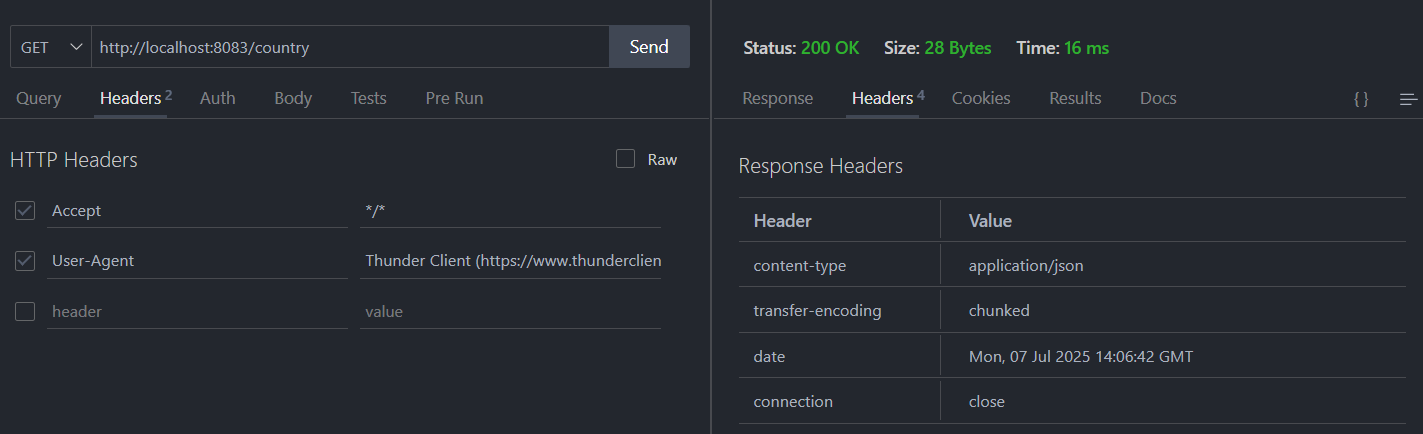 GET http://localhost:8083/country Send
Query Headers 2 Auth Body Tests Pre Run
HTTP Headers Raw
Accept */*
User-Agent Thunder Client (https://www.thunderclien
header value
Status: 200 OK Size: 28 Bytes Time: 16 ms
Response Headers 4 Cookies Results Docs { }
Response Headers
Header Value
content-type application/json
transfer-encoding chunked
date Mon, 07 Jul 2025 14:06:42 GMT
connection close